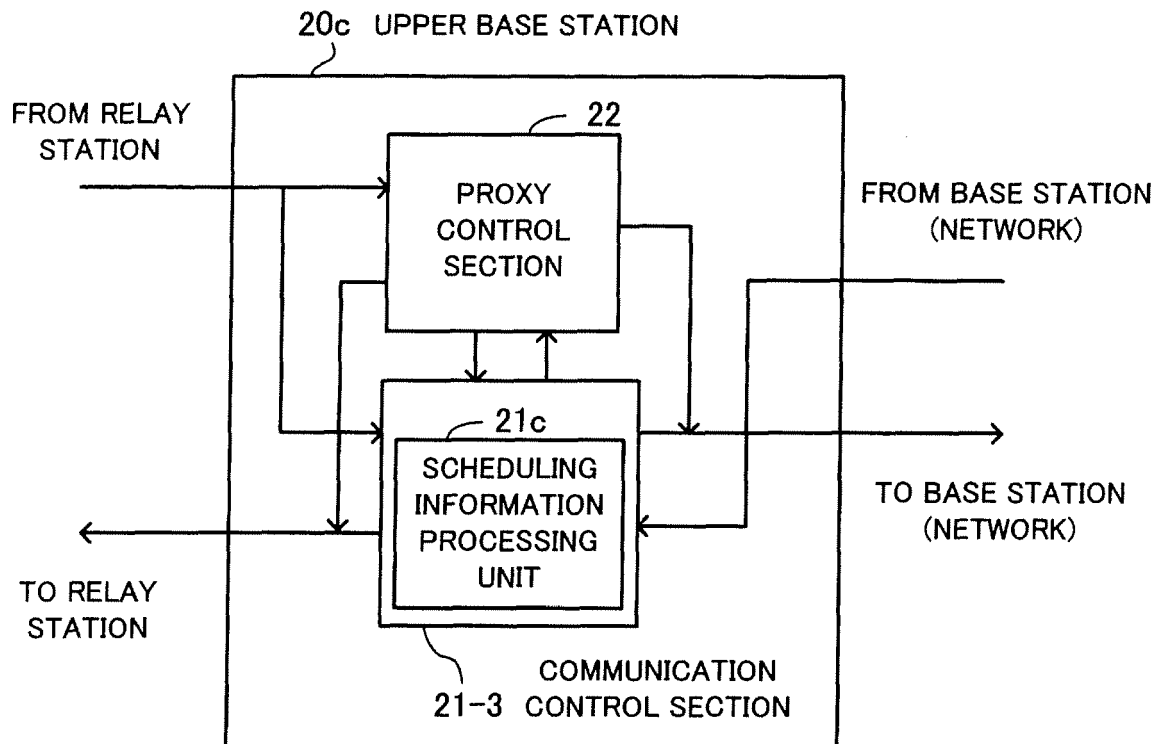 20c UPPER BASE STATION
FROM RELAY
STATION
22
PROXY
CONTROL
SECTION
FROM BASE STATION
(NETWORK)
21c
SCHEDULING
INFORMATION
PROCESSING
UNIT
TO BASE STATION
(NETWORK)
TO RELAY
STATION
COMMUNICATION
21-3 CONTROL SECTION